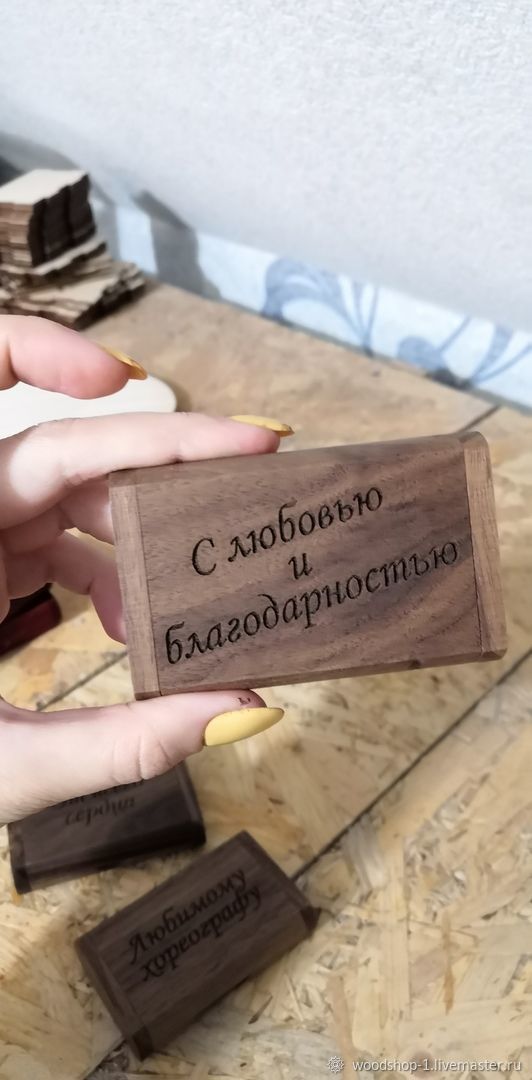 С любовью
и
благодарностью
сердца
Любимому
хореографу
woodshop-1.livemaster.ru